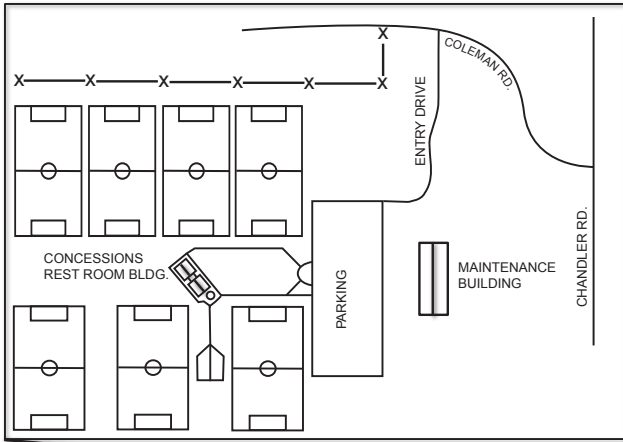 COLEMAN RD.
ENTRY DRIVE
CONCESSIONS
REST ROOM BLDG.
PARKING
MAINTENANCE
BUILDING
CHANDLER RD.